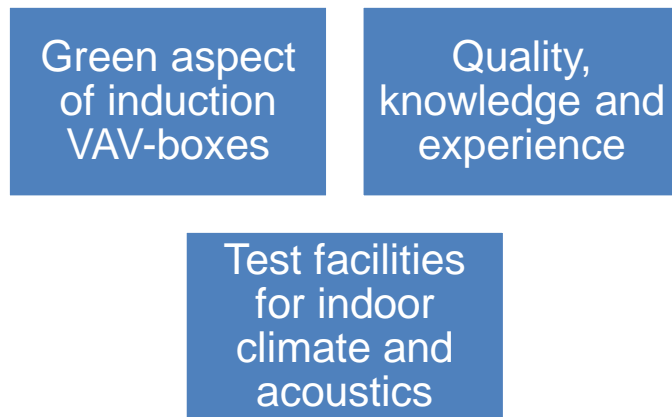 Green aspect
of induction
VAV-boxes
Quality,
knowledge and
experience
Test facilities
for indoor
climate and
acoustics